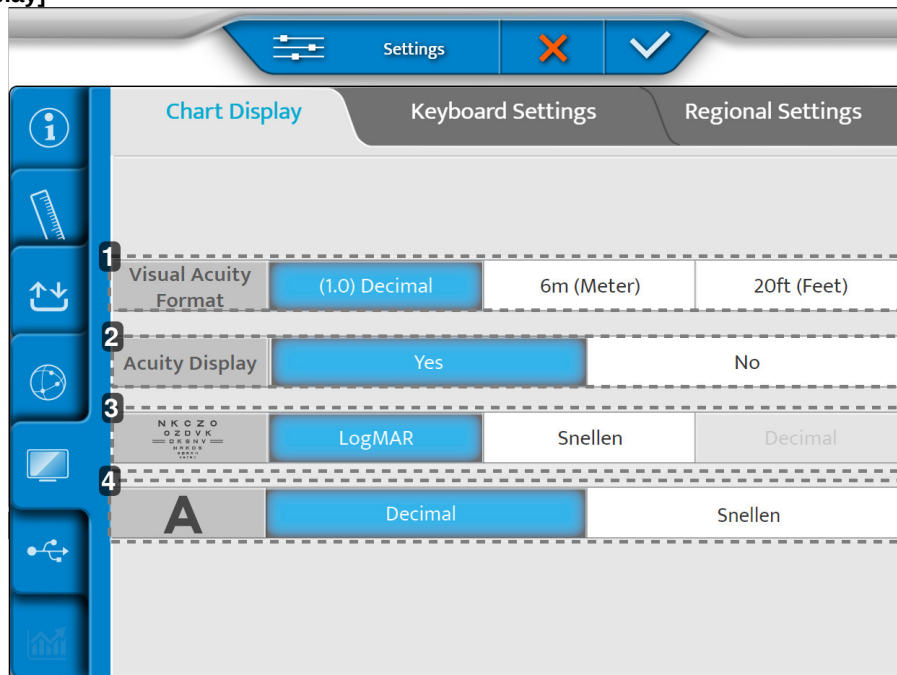 lay]
Settings
Chart Display
Keyboard Settings
Regional Settings
1
Visual Acuity
Format
(1.0) Decimal
6m (Meter)
20ft (Feet)
2
Acuity Display
Yes
No
3
N K C Z O
O Z D V K
D K S N V
LogMAR
Snellen
Decimal
4
A
Decimal
Snellen